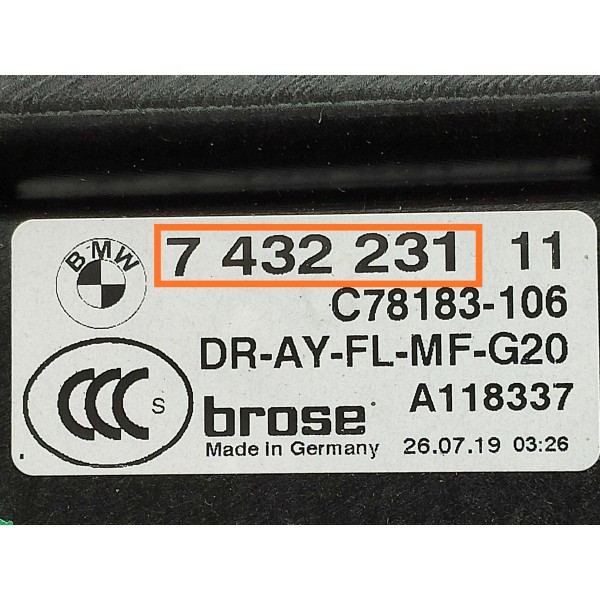 BMW
7 432 231 11
C78183-106
DR-AY-FL-MF-G20
CCC S
A118337
brose
Made in Germany 26.07.19 03:26